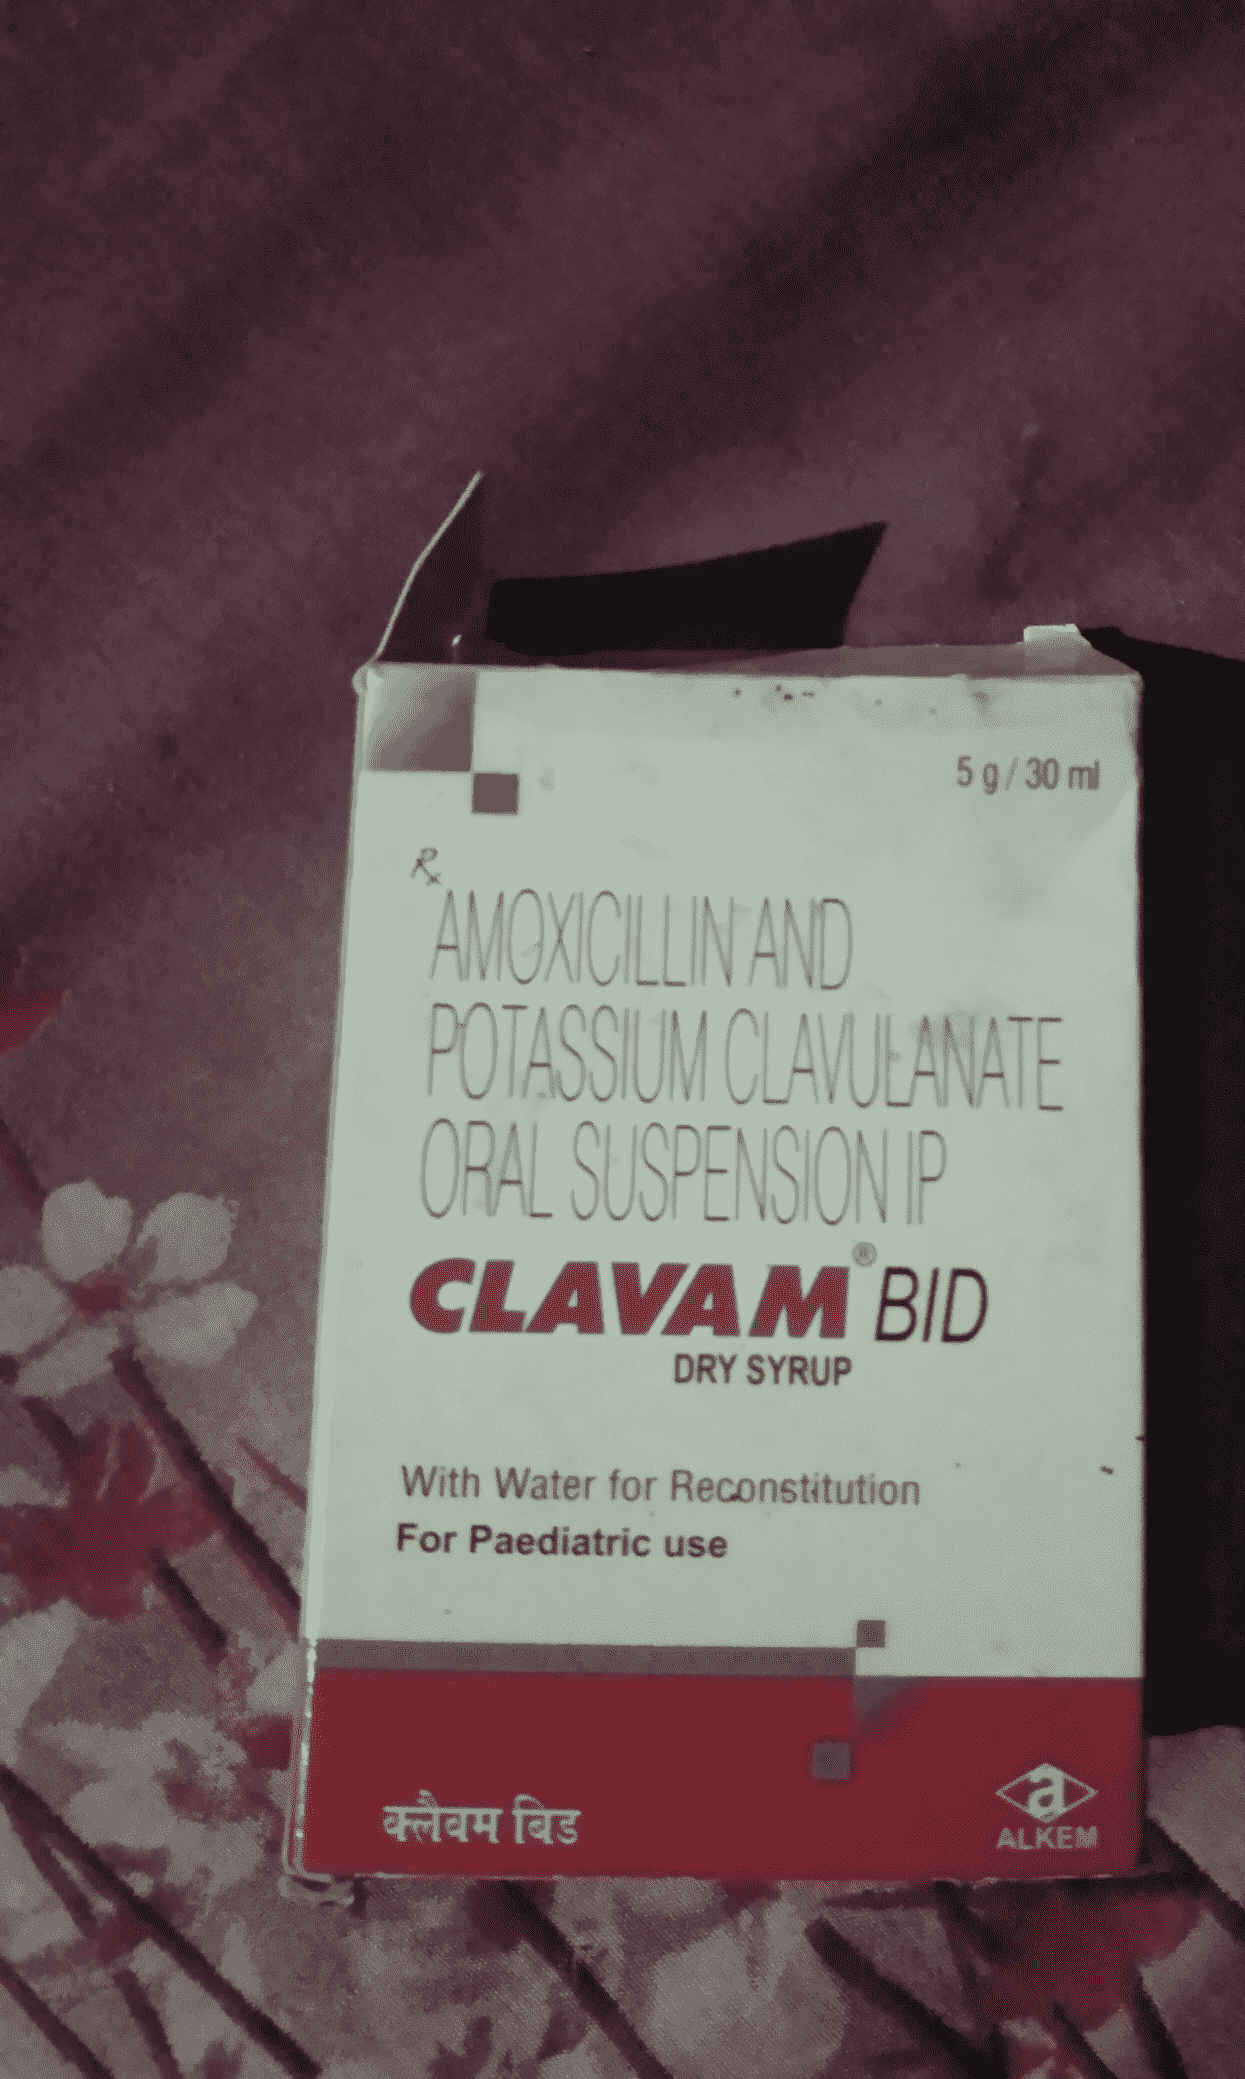 5 g / 30 ml
Rx
AMOXICILLIN AND
POTASSIUM CLAVULANATE
ORAL SUSPENSION IP
CLAVAM® BID
DRY SYRUP
With Water for Reconstitution
For Paediatric use
क्लैवम बिड
a
ALKEM